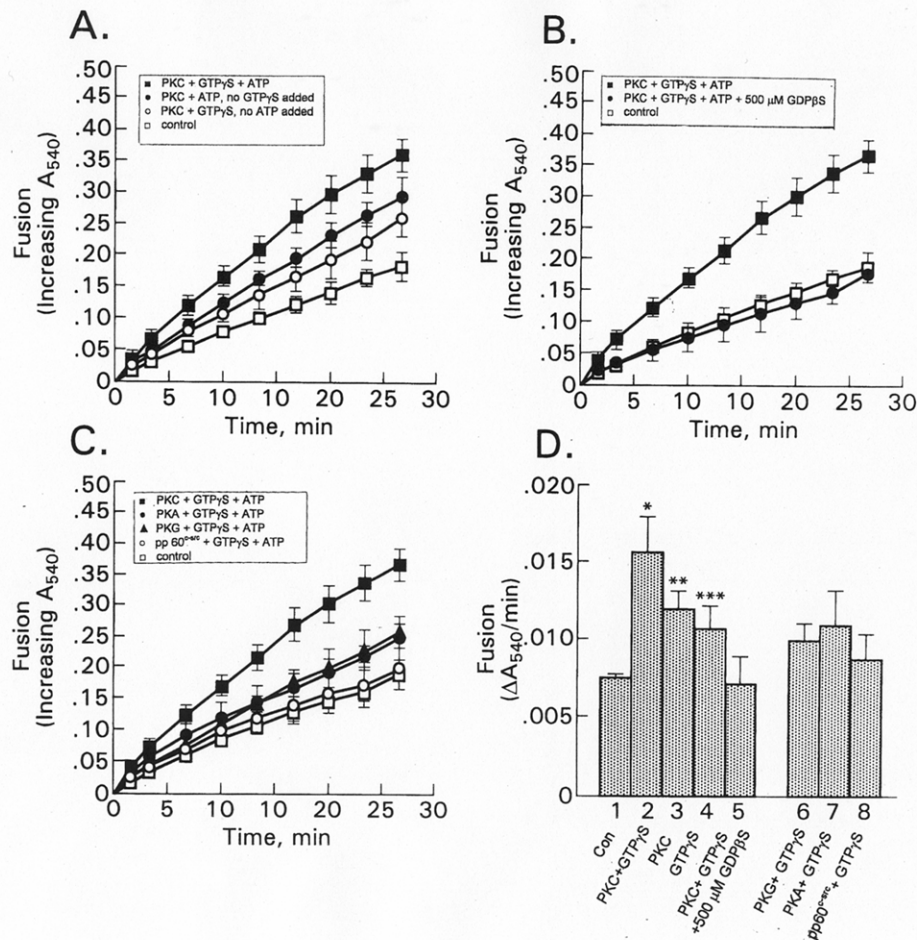 A.
.50
.45
.40
.35
.30
.25
.20
.15
.10
.05
0
Fusion
(Increasing A540)
PKC + GTPγS + ATP
PKC + ATP, no GTPγS added
PKC + GTPγS, no ATP added
control
0 5 10 15 20 25 30
Time, min
B.
.50
.45
.40
.35
.30
.25
.20
.15
.10
.05
0
Fusion
(Increasing A540)
PKC + GTPγS + ATP
PKC + GTPγS + ATP + 500 μM GDPβS
control
0 5 10 15 20 25 30
Time, min
C.
.50
.45
.40
.35
.30
.25
.20
.15
.10
.05
0
Fusion
(Increasing A540)
PKC + GTPγS + ATP
PKA + GTPγS + ATP
PKG + GTPγS + ATP
pp 60c-src + GTPγS + ATP
control
0 5 10 15 20 25 30
Time, min
D.
.020
.015
.010
.005
0
Fusion
(ΔA540/min)
*
**
***
1 2 3 4 5 6 7 8
Con
PKC+GTPγS
PKC
GTPγS
PKC+ GTPγS
+500 μM GDPβS
PKG+ GTPγS
PKA+ GTPγS
pp60c-src+ GTPγS